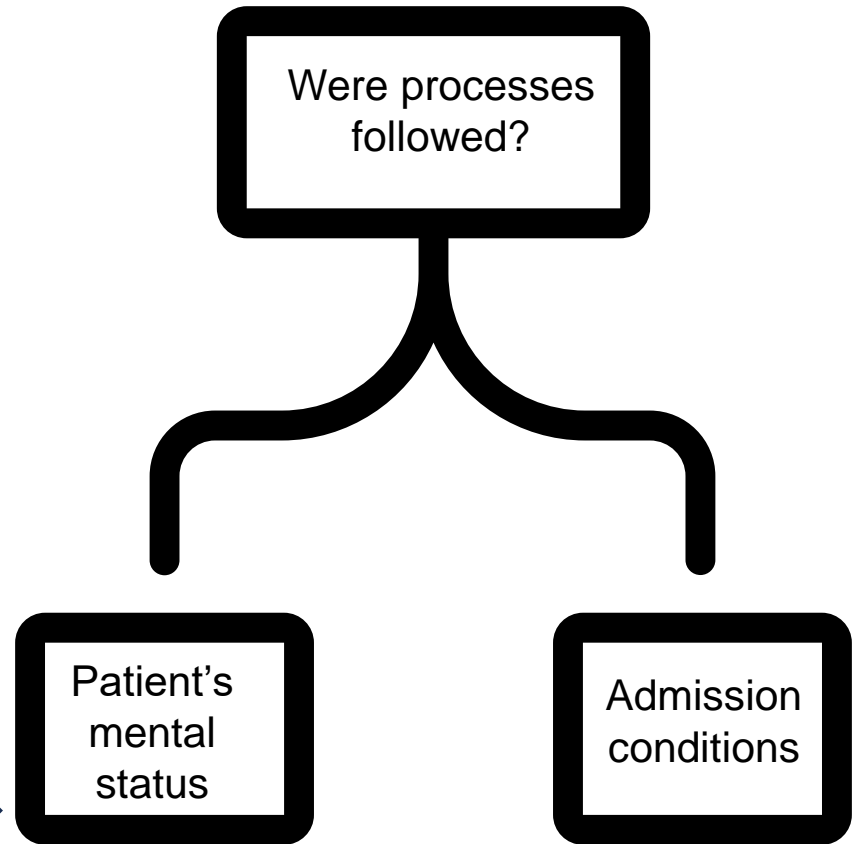 Were processes
followed?
Patient’s
mental
status
Admission
conditions